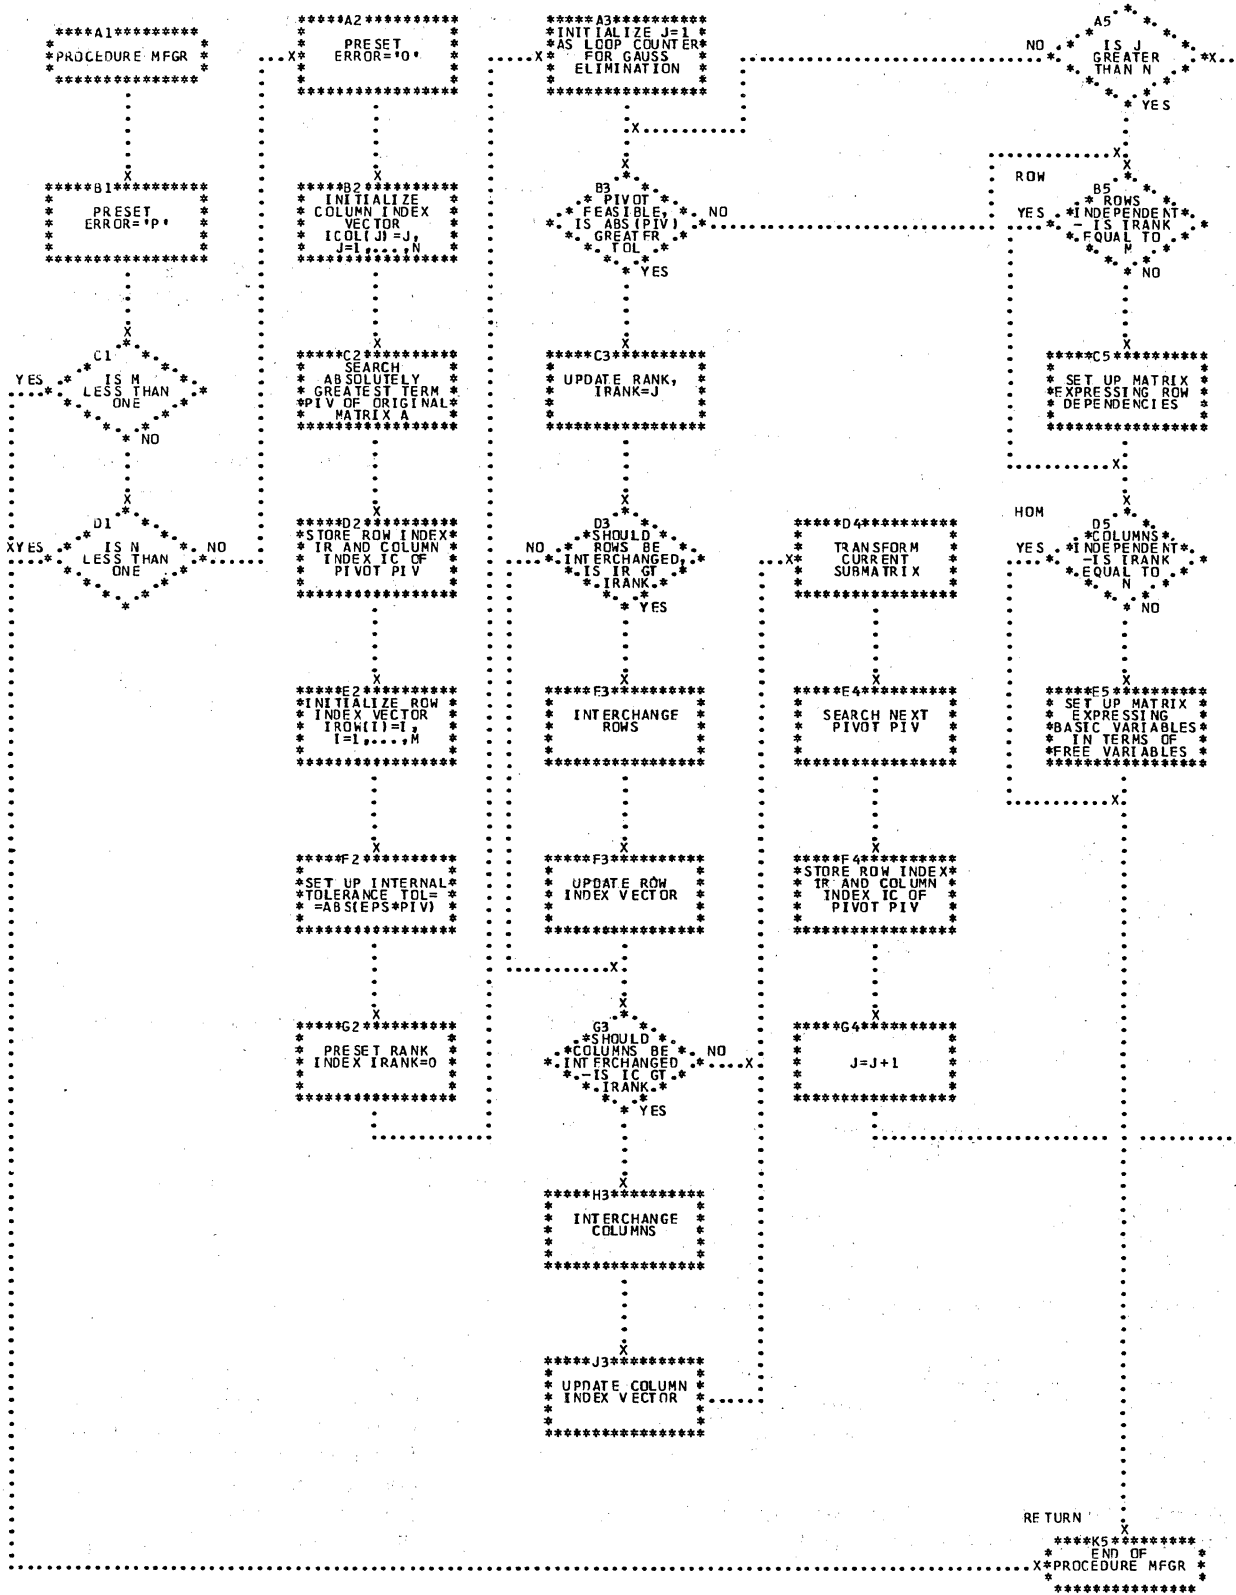 A1
PROCEDURE MFGR
B1
PRESET
ERROR='P'
C1
IS M
LESS THAN
ONE
YES
NO
D1
IS N
LESS THAN
ONE
XYES
NO
A2
PRESET
ERROR='0'
B2
INITIALIZE
COLUMN INDEX
VECTOR
ICOL(J)=J,
J=1,...,N
C2
SEARCH
ABSOLUTELY
GREATEST TERM
PIV OF ORIGINAL
MATRIX A
D2
STORE ROW INDEX
IR AND COLUMN
INDEX IC OF
PIVOT PIV
E2
INITIALIZE ROW
INDEX VECTOR
IROW(I)=I,
I=1,...,M
F2
SET UP INTERNAL
TOLERANCE TOL=
=ABS(EPS*PIV)
G2
PRESET RANK
INDEX IRANK=0
A3
INITIALIZE J=1
AS LOOP COUNTER
FOR GAUSS
ELIMINATION
B3
PIVOT
FEASIBLE,
IS ABS(PIV)
GREATER
TOL
NO
YES
C3
UPDATE RANK,
IRANK=J
D3
SHOULD
ROWS BE
INTERCHANGED,
IS IR GT
IRANK
NO
YES
E3
INTERCHANGE
ROWS
F3
UPDATE ROW
INDEX VECTOR
G3
SHOULD
COLUMNS BE
INTERCHANGED
-IS IC GT
IRANK
NO
YES
H3
INTERCHANGE
COLUMNS
J3
UPDATE COLUMN
INDEX VECTOR
D4
TRANSFORM
CURRENT
SUBMATRIX
E4
SEARCH NEXT
PIVOT PIV
F4
STORE ROW INDEX
IR AND COLUMN
INDEX IC OF
PIVOT PIV
G4
J=J+1
A5
IS J
GREATER
THAN N
NO
YES
ROW
B5
ROWS
INDEPENDENT
-IS IRANK
EQUAL TO
M
YES
NO
C5
SET UP MATRIX
EXPRESSING ROW
DEPENDENCIES
HOM
D5
COLUMNS
INDEPENDENT
-IS IRANK
EQUAL TO
N
YES
NO
E5
SET UP MATRIX
EXPRESSING
BASIC VARIABLES
IN TERMS OF
FREE VARIABLES
RETURN
K5
END OF
PROCEDURE MFGR